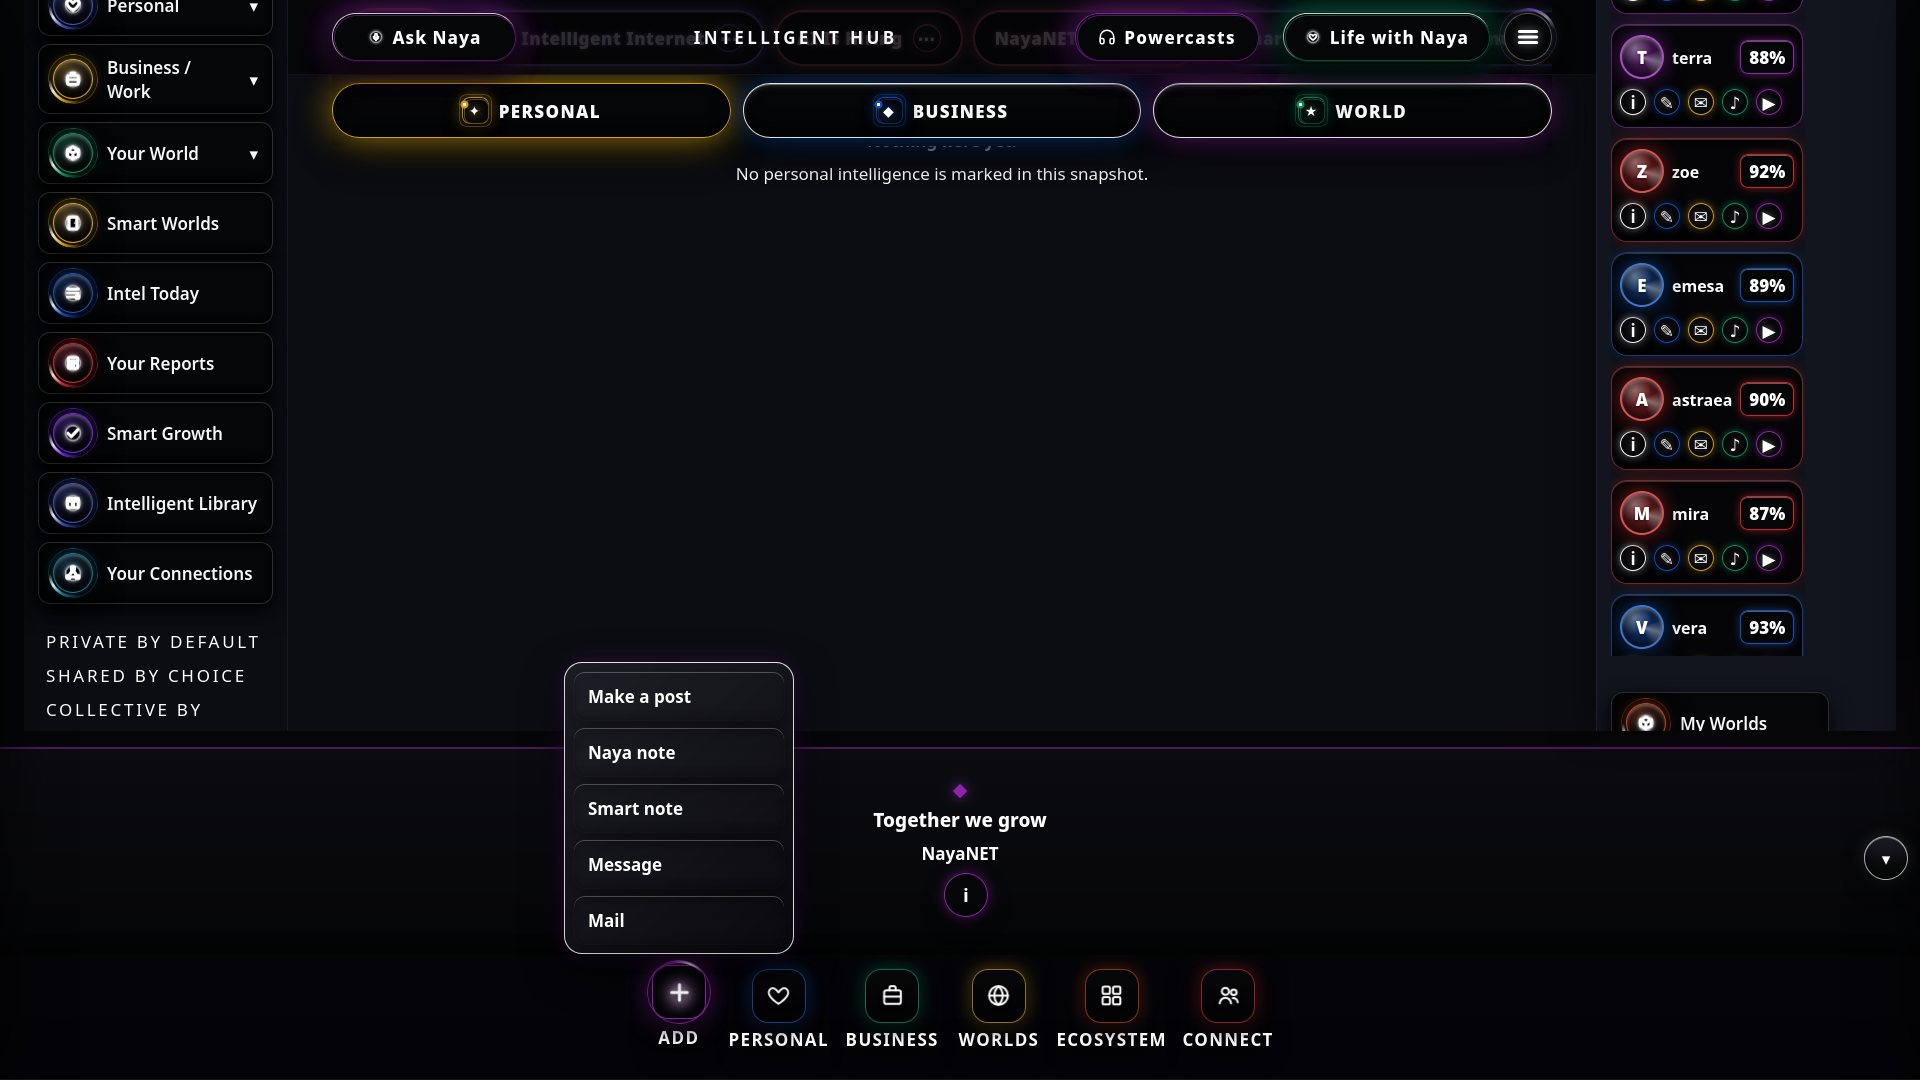 Personal
Business /
Work
Your World
Smart Worlds
Intel Today
Your Reports
Smart Growth
Intelligent Library
Your Connections
PRIVATE BY DEFAULT
SHARED BY CHOICE
COLLECTIVE BY
Ask Naya
Intelligent Interne
INTELLIGENT HUB
NayaNET
Powercasts
Life with Naya
PERSONAL
BUSINESS
WORLD
No personal intelligence is marked in this snapshot.
T terra 88%
Z zoe 92%
E emesa 89%
A astraea 90%
M mira 87%
V vera 93%
My Worlds
Make a post
Naya note
Smart note
Message
Mail
Together we grow
NayaNET
i
ADD
PERSONAL
BUSINESS
WORLDS
ECOSYSTEM
CONNECT